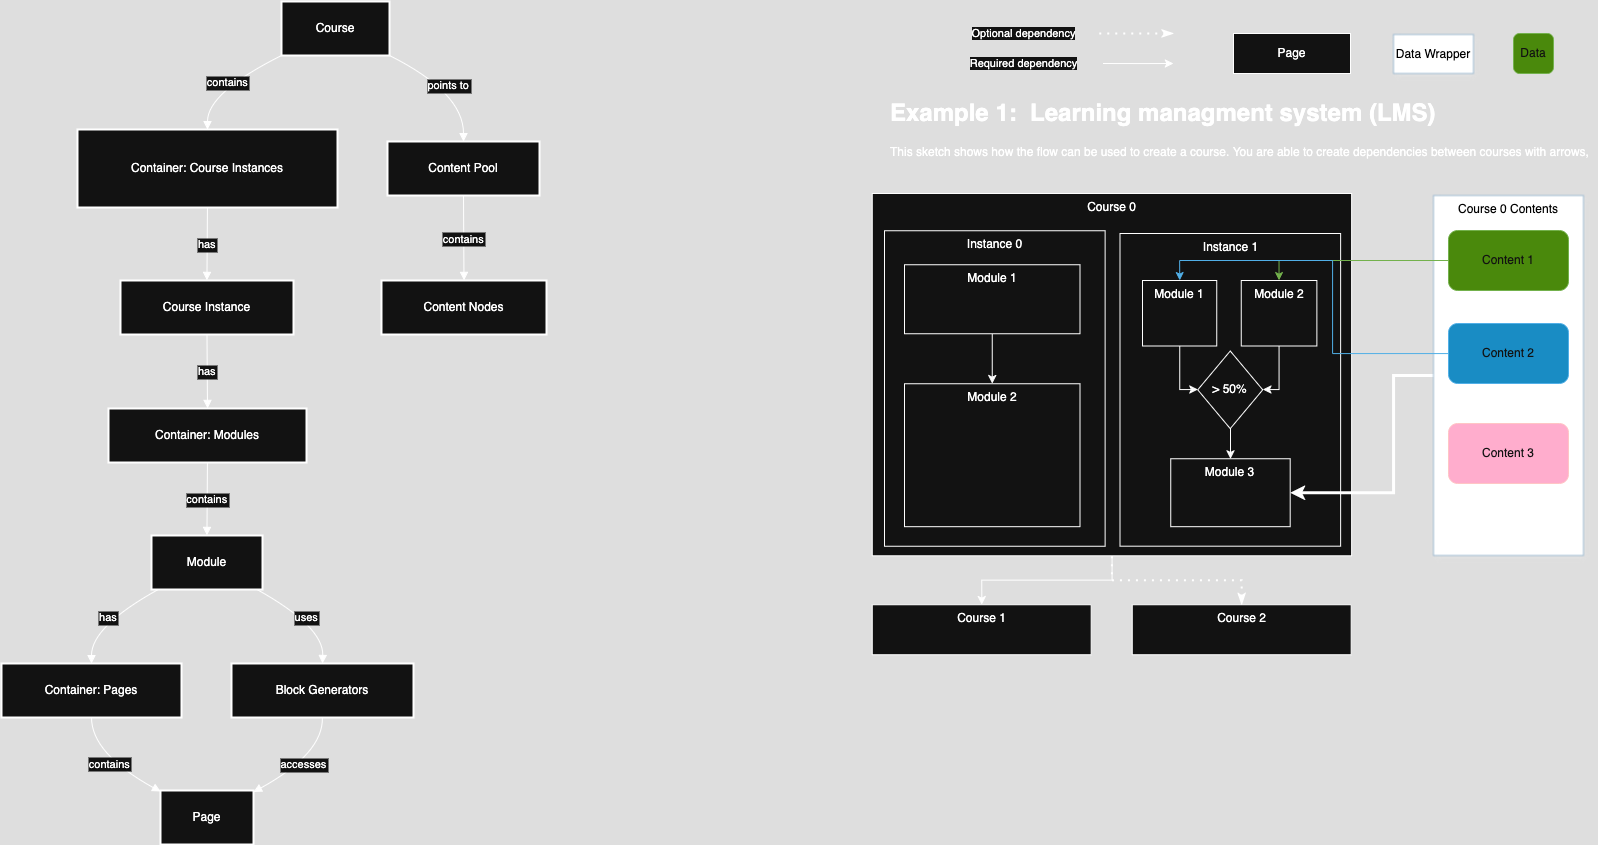 Course
contains
points to
Container: Course Instances
Content Pool
has
contains
Course Instance
Content Nodes
has
Container: Modules
contains
Module
has
uses
Container: Pages
Block Generators
contains
accesses
Page
Optional dependency
Required dependency
Page
Data Wrapper
Data
Example 1:  Learning managment system (LMS)
This sketch shows how the flow can be used to create a course. You are able to create dependencies between courses with arrows,
Course 0
Instance 0
Module 1
Module 2
Instance 1
Module 1
Module 2
> 50%
Module 3
Course 0 Contents
Content 1
Content 2
Content 3
Course 1
Course 2